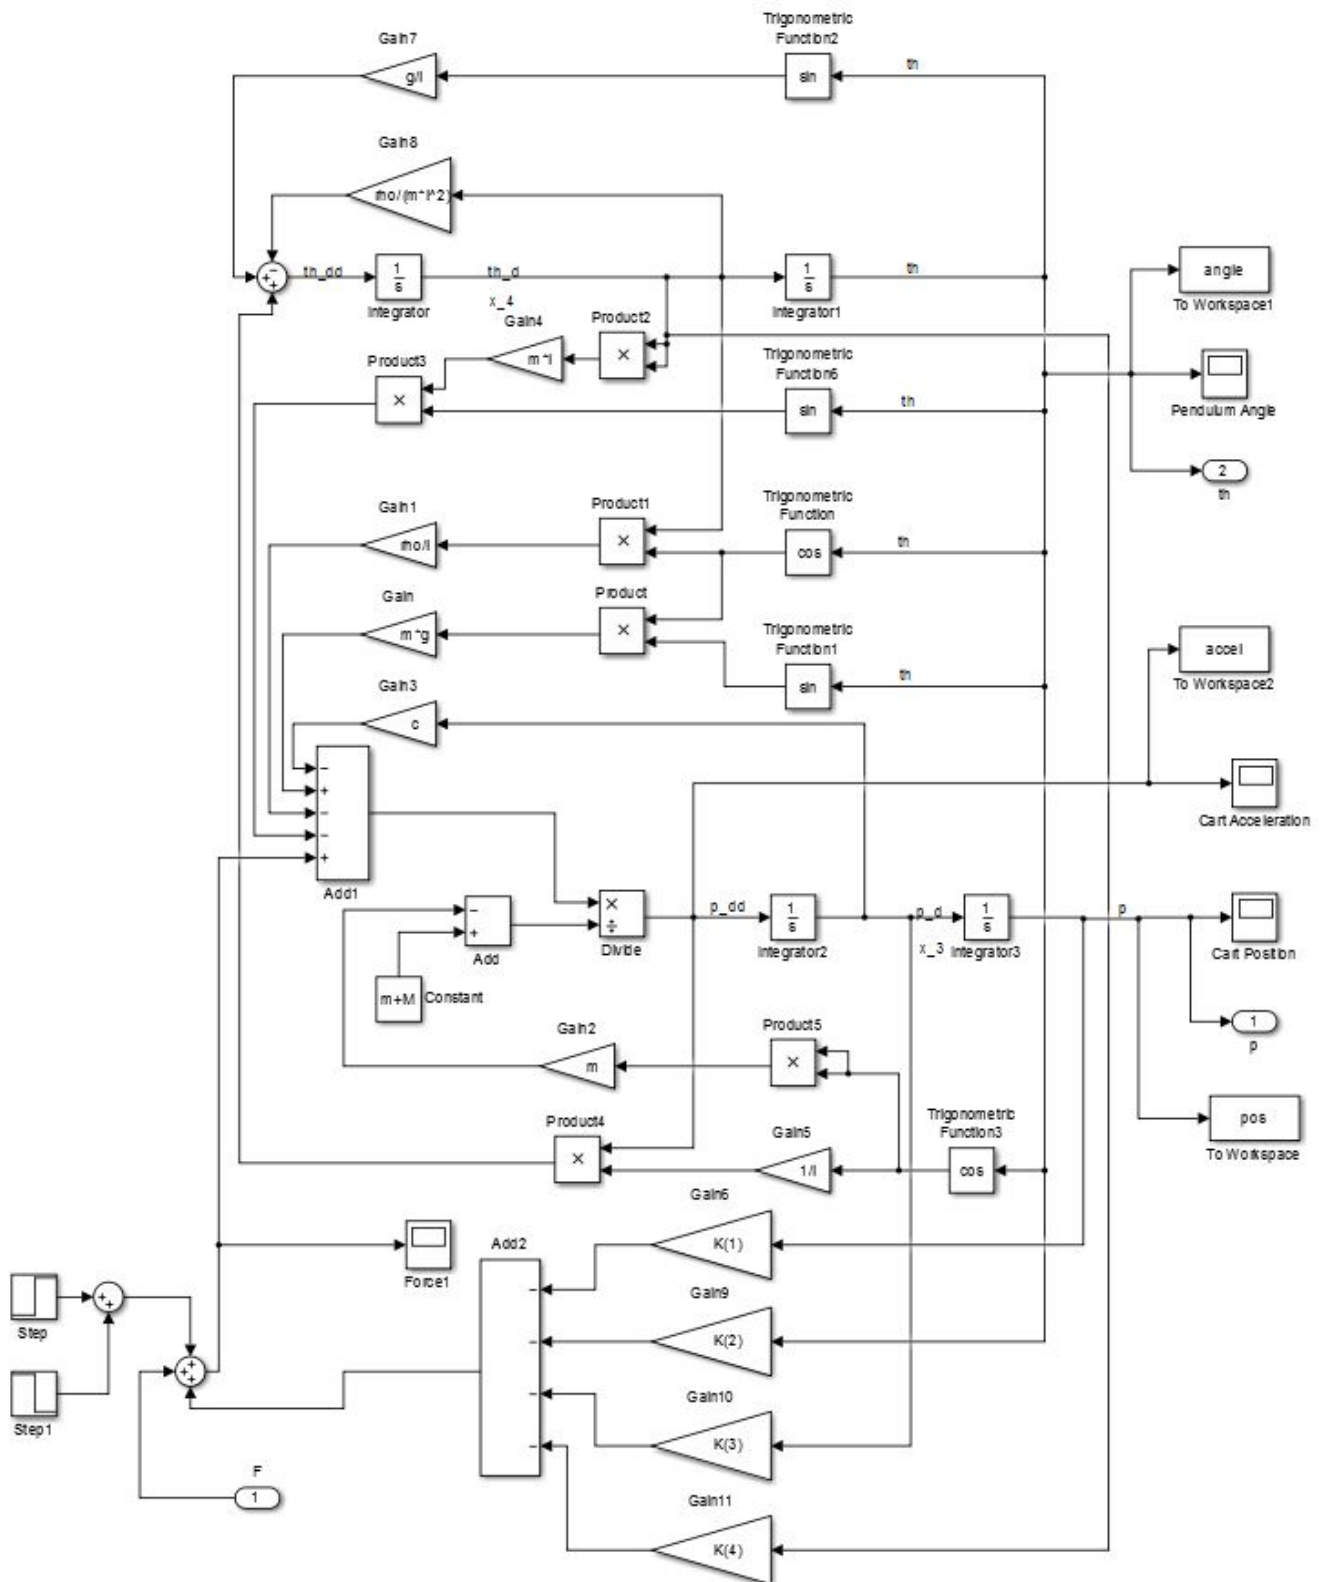 Trigonometric
Function2
Gain7
g/l
sin
th
Gain8
rho/(m*l^2)
−
+
+
th_dd
1
s
Integrator
th_d
x_4
1
s
Integrator1
th
angle
To Workspace1
Gain4
m*l
Product2
×
Product3
×
Trigonometric
Function6
sin
th
Pendulum Angle
2
th
Gain1
rho/l
Product1
×
Trigonometric
Function
cos
th
Gain
m*g
Product
×
Trigonometric
Function1
sin
th
accel
To Workspace2
Gain3
c
−
+
−
−
+
Add1
Cart Acceleration
−
+
Add
×
÷
Divide
p_dd
1
s
Integrator2
p_d
x_3
1
s
Integrator3
p
Cart Position
m+M
Constant
1
p
Gain2
m
Product5
×
pos
To Workspace
Product4
×
Gain5
1/l
Trigonometric
Function3
cos
Gain6
K(1)
Force1
Add2
−
−
−
−
Gain9
K(2)
Step
+
+
+
+
+
Step1
Gain10
K(3)
F
1
Gain11
K(4)